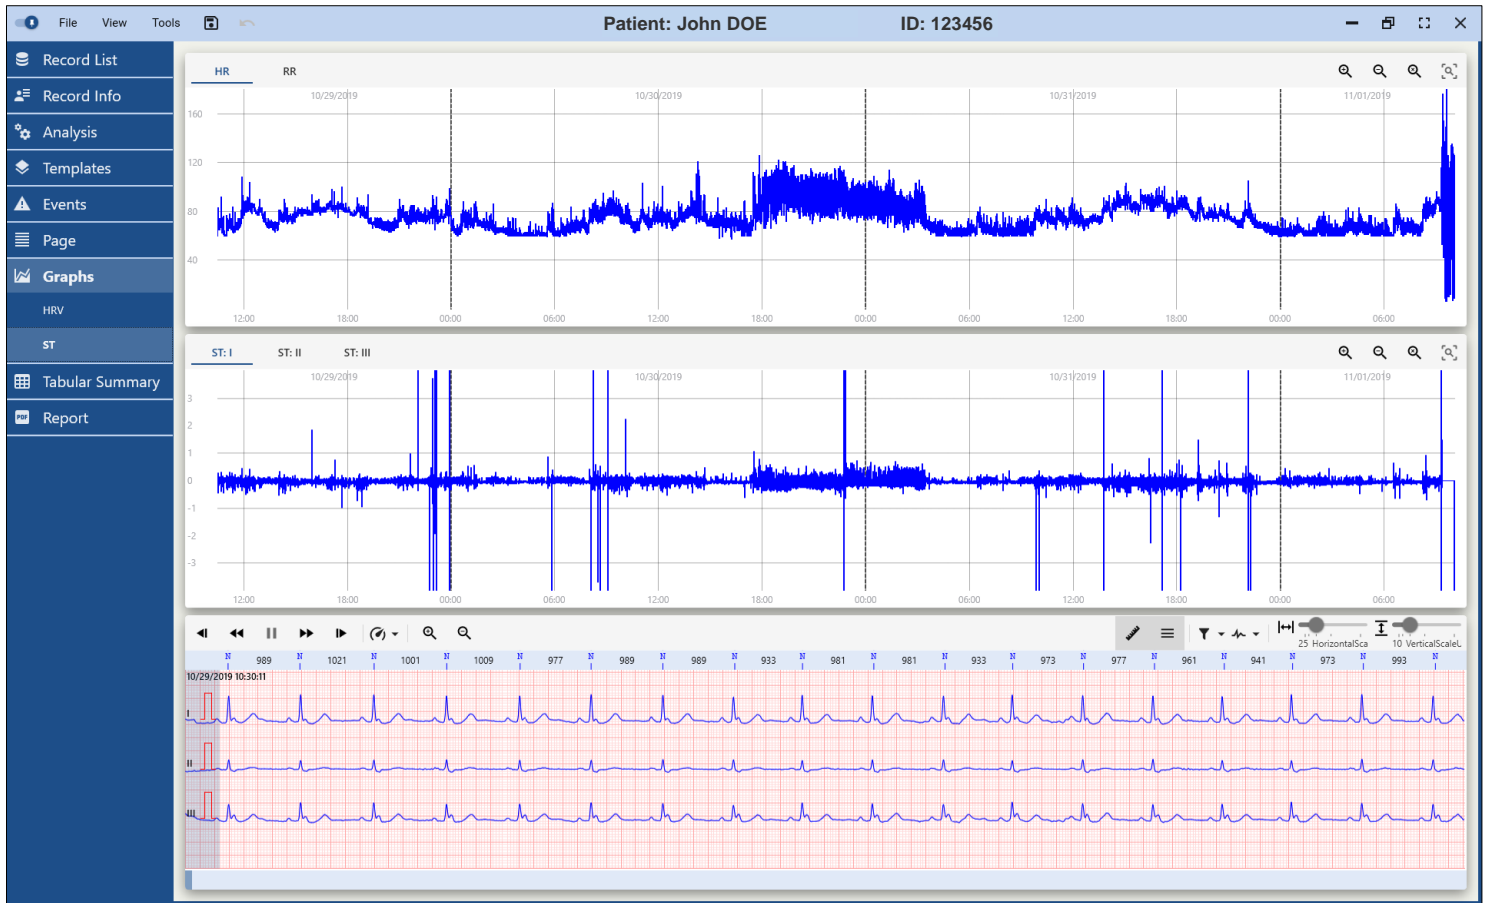 File View Tools Patient: John DOE ID: 123456
Record List
Record Info
Analysis
Templates
Events
Page
Graphs
HRV
ST
Tabular Summary
PDF Report
HR RR
10/29/2019 10/30/2019 10/31/2019 11/01/2019
160
120
80
40
12:00 18:00 00:00 06:00 12:00 18:00 00:00 06:00 12:00 18:00 00:00 06:00
ST: I ST: II ST: III
10/29/2019 10/30/2019 10/31/2019 11/01/2019
3
2
1
0
-1
-2
-3
12:00 18:00 00:00 06:00 12:00 18:00 00:00 06:00 12:00 18:00 00:00 06:00
25 HorizontalSca 10 VerticalScaleU
N 989 N 1021 N 1001 N 1009 N 977 N 989 N 989 N 933 N 981 N 981 N 933 N 973 N 977 N 961 N 941 N 973 N 993 N
10/29/2019 10:30:11
I
II
III